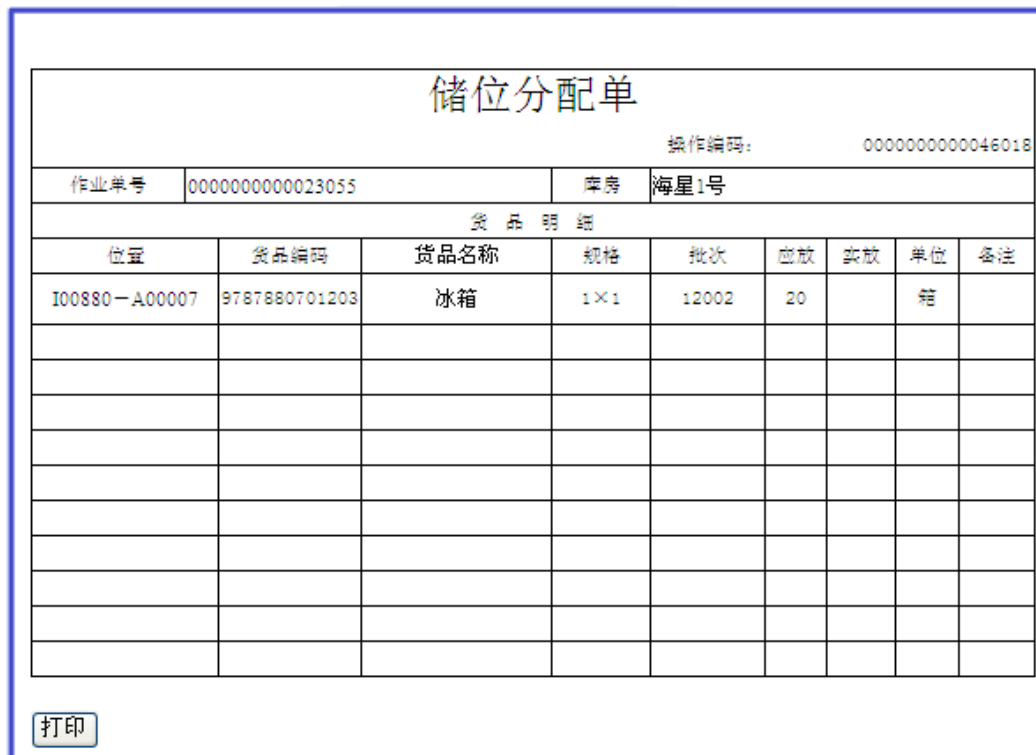 储位分配单
操作编码: 0000000000046018
作业单号 0000000000023055 库房 海星1号
货 品 明 细
位置 货品编码 货品名称 规格 批次 应放 实放 单位 备注
I00880－A00007 9787880701203 冰箱 1×1 12002 20 箱
打印